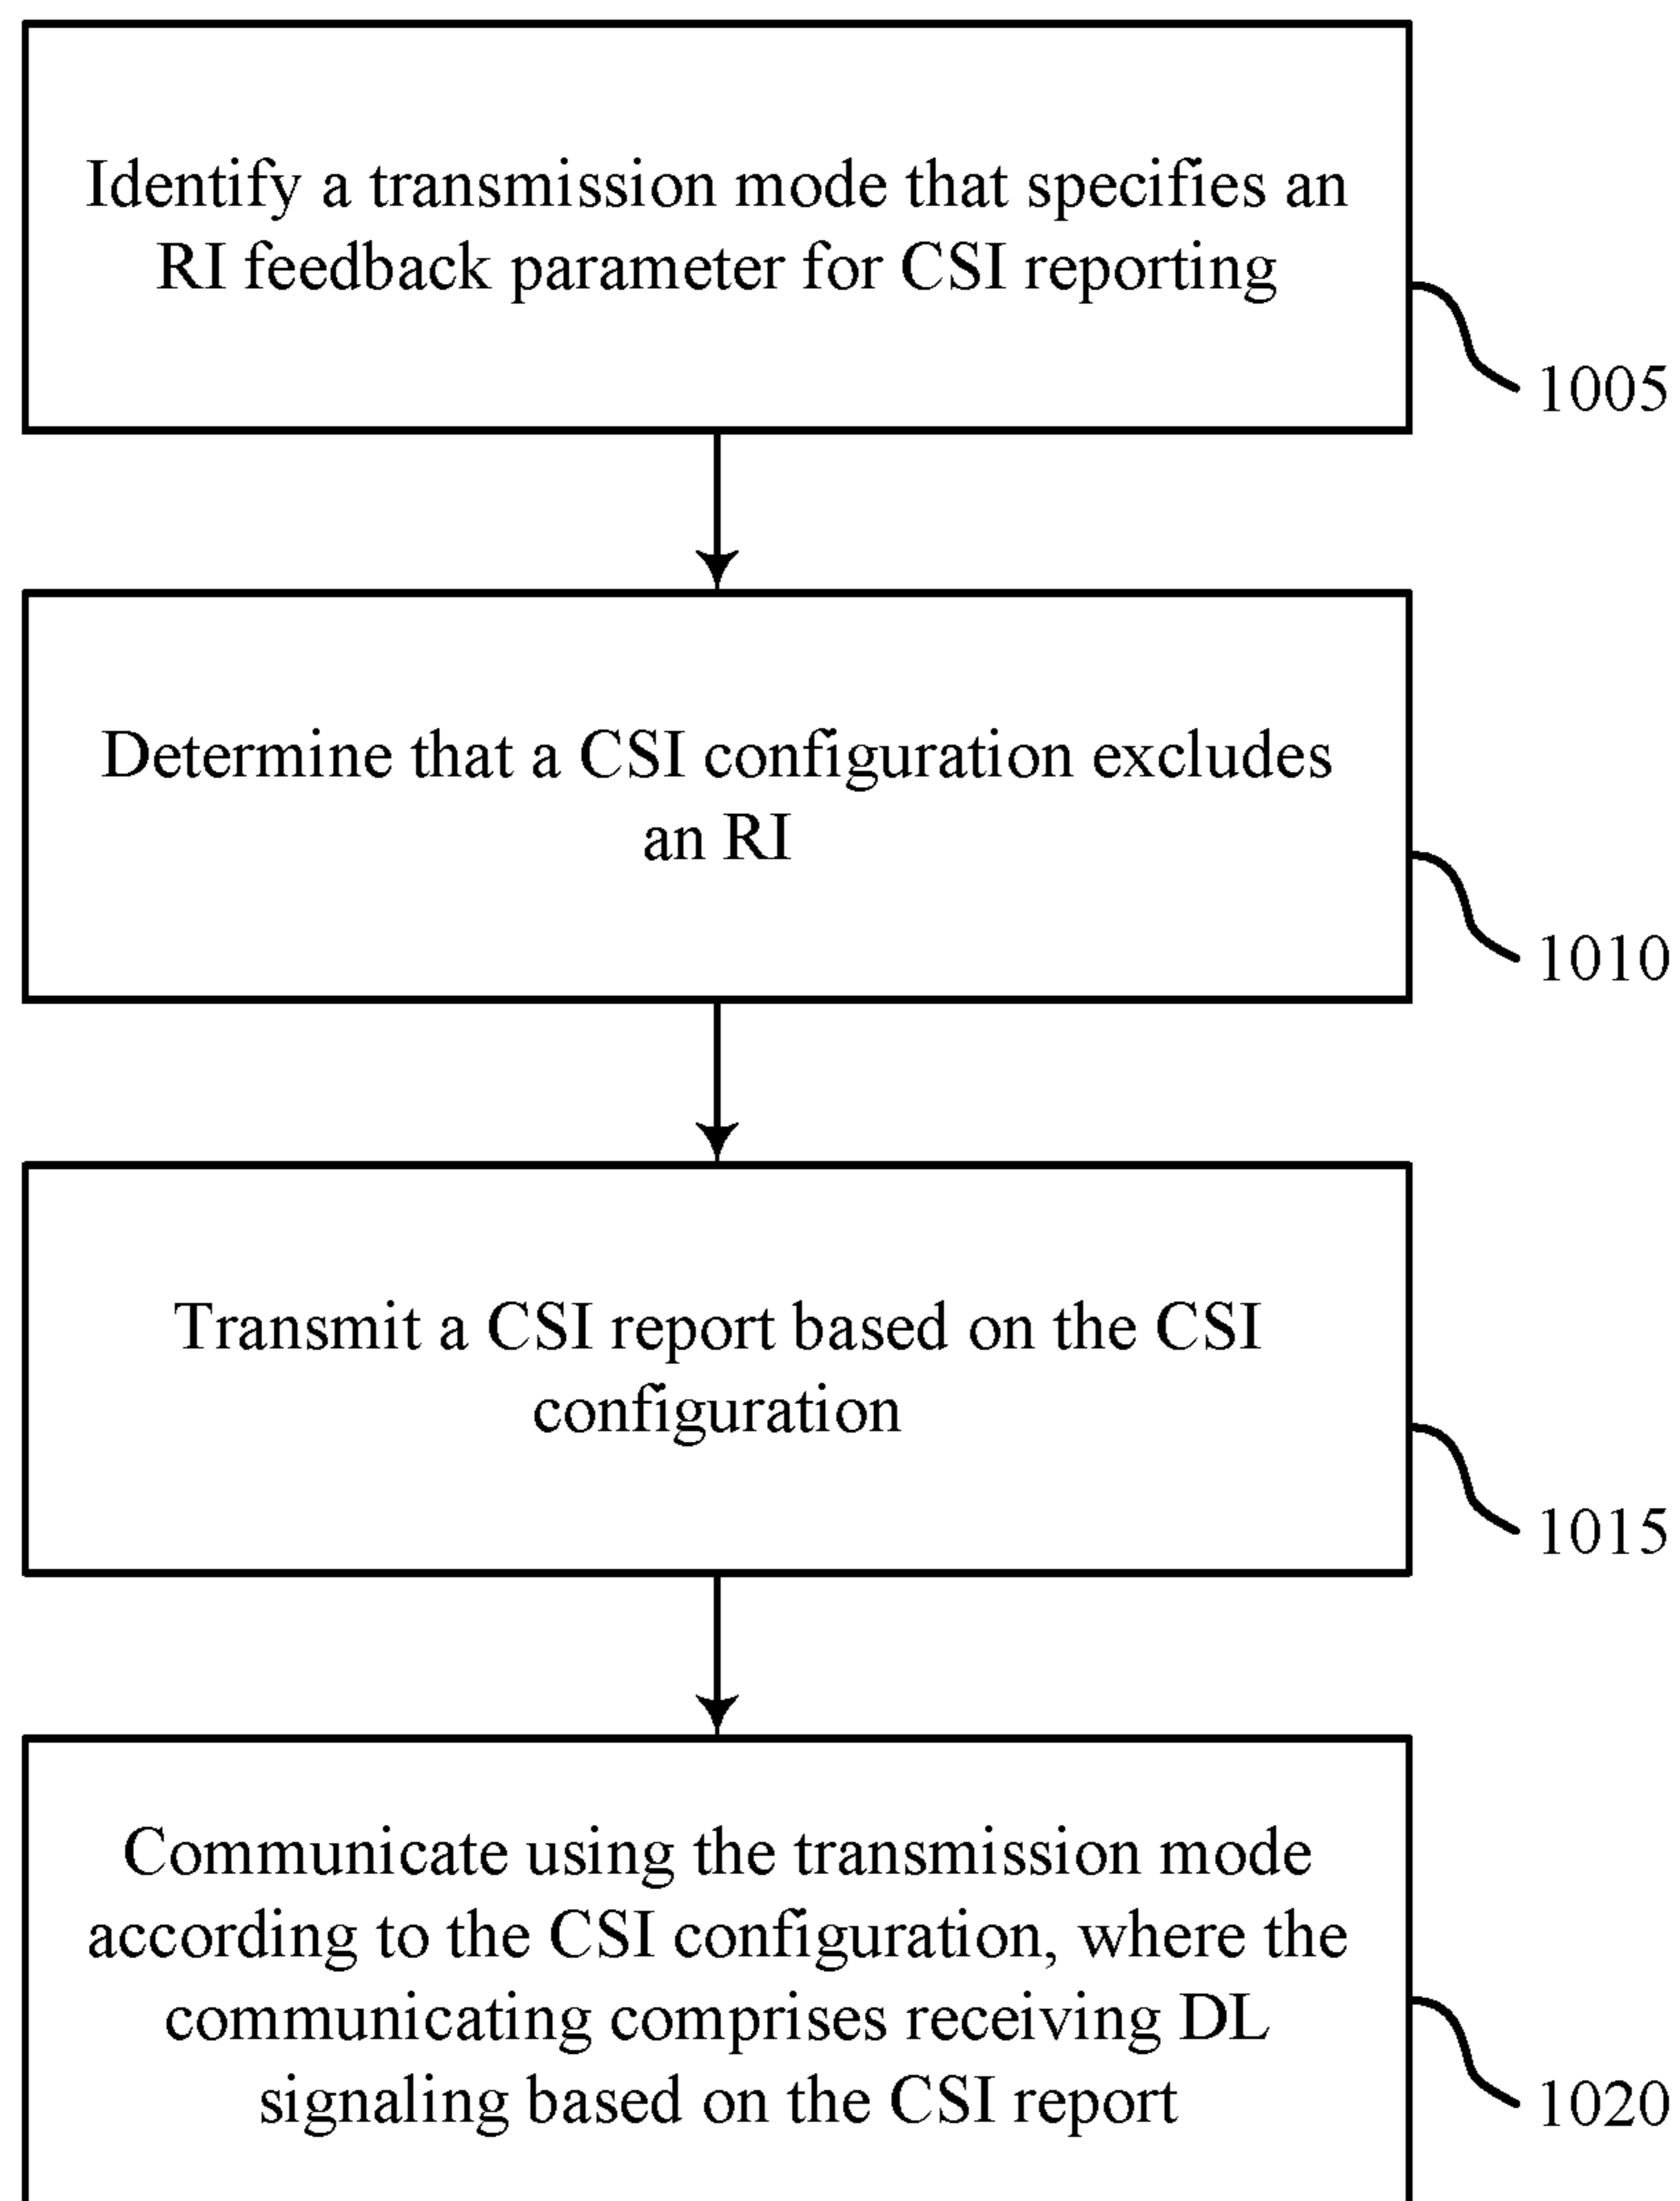 Identify a transmission mode that specifies an
RI feedback parameter for CSI reporting
1005
Determine that a CSI configuration excludes
an RI
1010
Transmit a CSI report based on the CSI
configuration
1015
Communicate using the transmission mode
according to the CSI configuration, where the
communicating comprises receiving DL
signaling based on the CSI report
1020